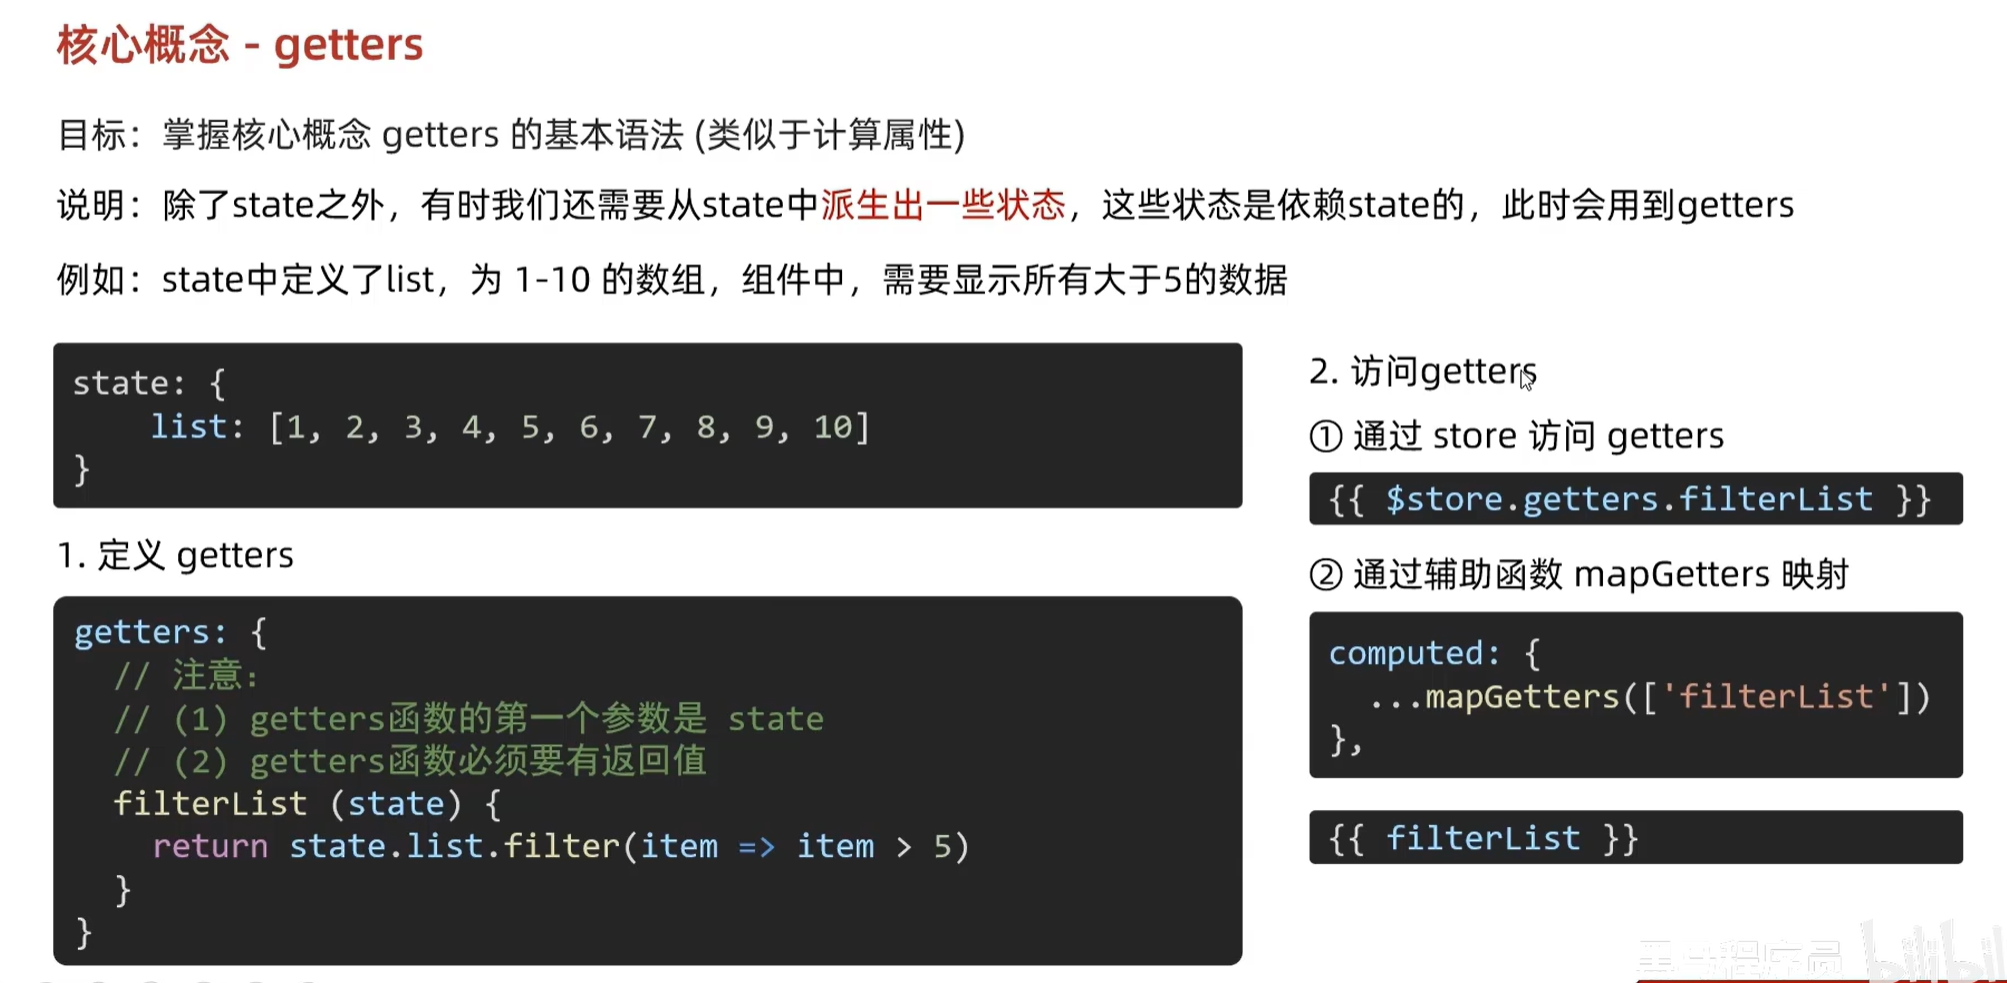 核心概念 - getters
目标：掌握核心概念 getters 的基本语法 (类似于计算属性)
说明：除了state之外，有时我们还需要从state中派生出一些状态，这些状态是依赖state的，此时会用到getters
例如：state中定义了list，为 1-10 的数组，组件中，需要显示所有大于5的数据
state: {
    list: [1, 2, 3, 4, 5, 6, 7, 8, 9, 10]
}
1. 定义 getters
getters: {
  // 注意：
  // (1) getters函数的第一个参数是 state
  // (2) getters函数必须要有返回值
  filterList (state) {
    return state.list.filter(item => item > 5)
  }
}
2. 访问getters
① 通过 store 访问 getters
{{ $store.getters.filterList }}
② 通过辅助函数 mapGetters 映射
computed: {
  ...mapGetters(['filterList'])
},
{{ filterList }}
bilibili